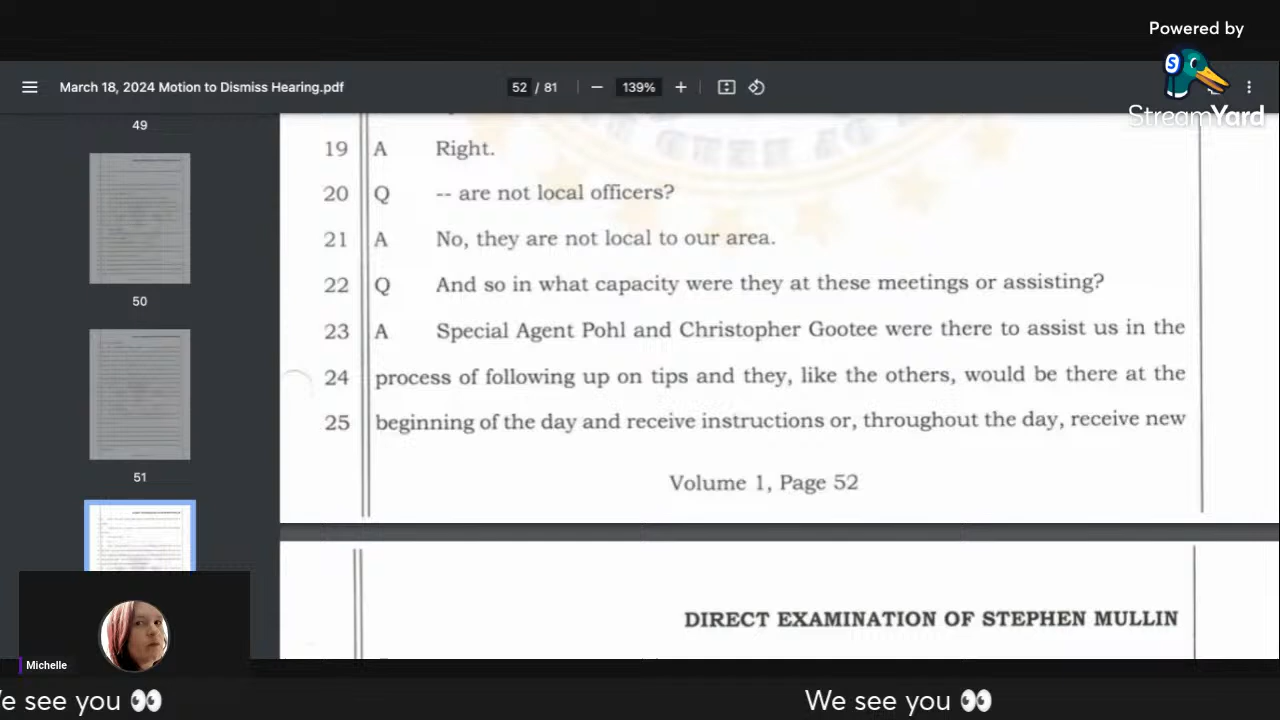 Powered by
StreamYard
March 18, 2024 Motion to Dismiss Hearing.pdf
52 / 81
139%
49
50
51
19 A Right.
20 Q -- are not local officers?
21 A No, they are not local to our area.
22 Q And so in what capacity were they at these meetings or assisting?
23 A Special Agent Pohl and Christopher Gootee were there to assist us in the
24 process of following up on tips and they, like the others, would be there at the
25 beginning of the day and receive instructions or, throughout the day, receive new
Volume 1, Page 52
DIRECT EXAMINATION OF STEPHEN MULLIN
Michelle
e see you 👀
We see you 👀